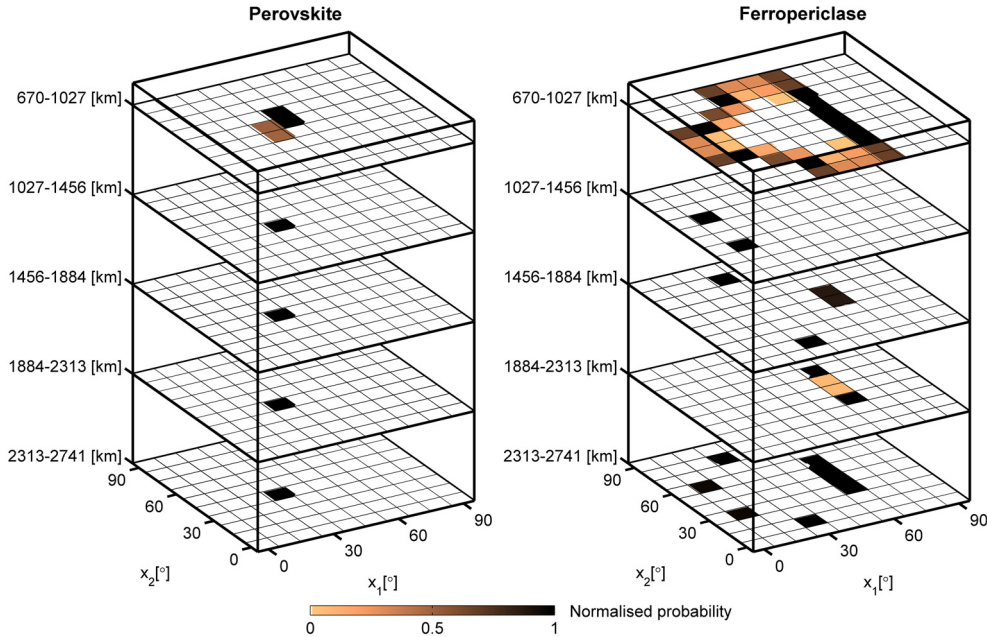 Perovskite
Ferropericlase
670-1027 [km]
1027-1456 [km]
1456-1884 [km]
1884-2313 [km]
2313-2741 [km]
90
60
30
0
x₂[°]
0
30
60
90
x₁[°]
670-1027 [km]
1027-1456 [km]
1456-1884 [km]
1884-2313 [km]
2313-2741 [km]
90
60
30
0
x₂[°]
0
30
60
90
x₁[°]
Normalised probability
0
0.5
1